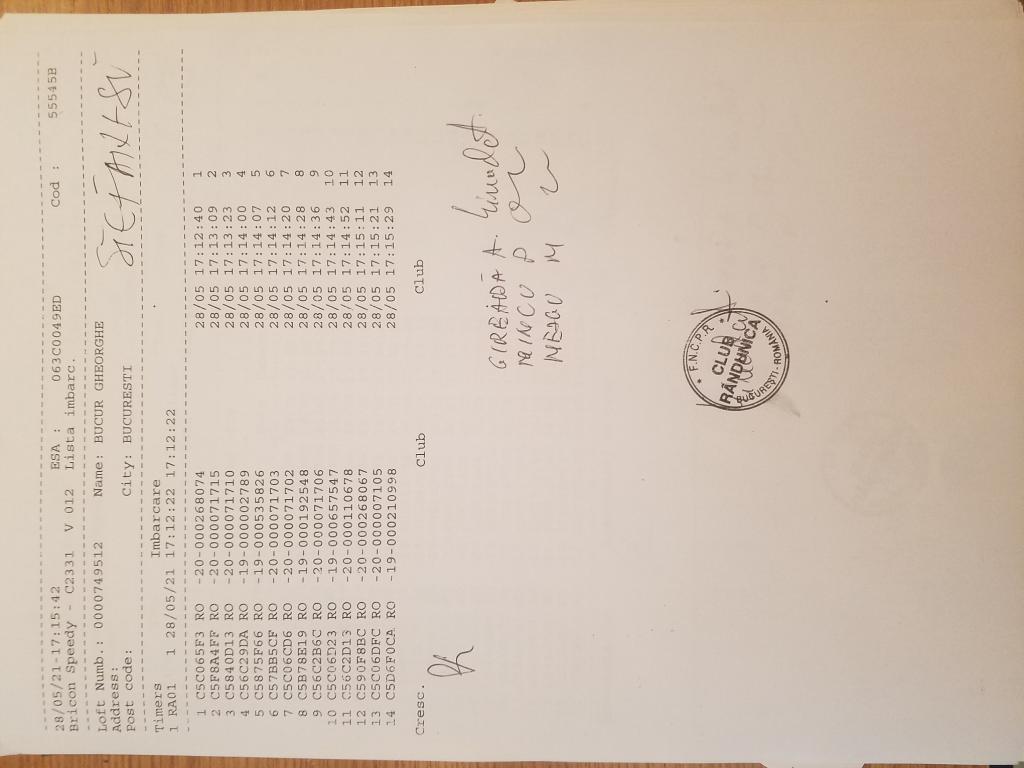 28/05/21-17:15:42 ESA : 063C0049ED Cod : 55545B
Bricon Speedy - C2331 V 012 Lista imbarc.
Loft Numb.: 0000749512 Name: BUCUR GHEORGHE
Address:
Post code: City: BUCURESTI
Timers Imbarcare
1 RA01 1 28/05/21 17:12:22 17:12:22
1 C5C065F3 RO -20-000268074 28/05 17:12:40 1
2 C5F8A4FF RO -20-000071715 28/05 17:13:09 2
3 C5840D13 RO -20-000071710 28/05 17:13:23 3
4 C56C29DA RO -19-000002789 28/05 17:14:00 4
5 C5875F66 RO -19-000535826 28/05 17:14:07 5
6 C57BB5CF RO -20-000071703 28/05 17:14:12 6
7 C5C06CD6 RO -20-000071702 28/05 17:14:20 7
8 C5B78E19 RO -19-000192548 28/05 17:14:28 8
9 C56C2B6C RO -20-000071706 28/05 17:14:36 9
10 C5C06D23 RO -19-000657547 28/05 17:14:43 10
11 C56C2D13 RO -20-000110678 28/05 17:14:52 11
12 C590F8BC RO -20-000268067 28/05 17:15:11 12
13 C5C06DFC RO -20-000007105 28/05 17:15:21 13
14 C5D6F0CA RO -19-000210998 28/05 17:15:29 14
Cresc. Club Club
A.
MINCU P
NEAGU M
* F.N.C.P.R. *
CLUB
RÂNDUNICA
BUCUREŞTI-ROMANIA